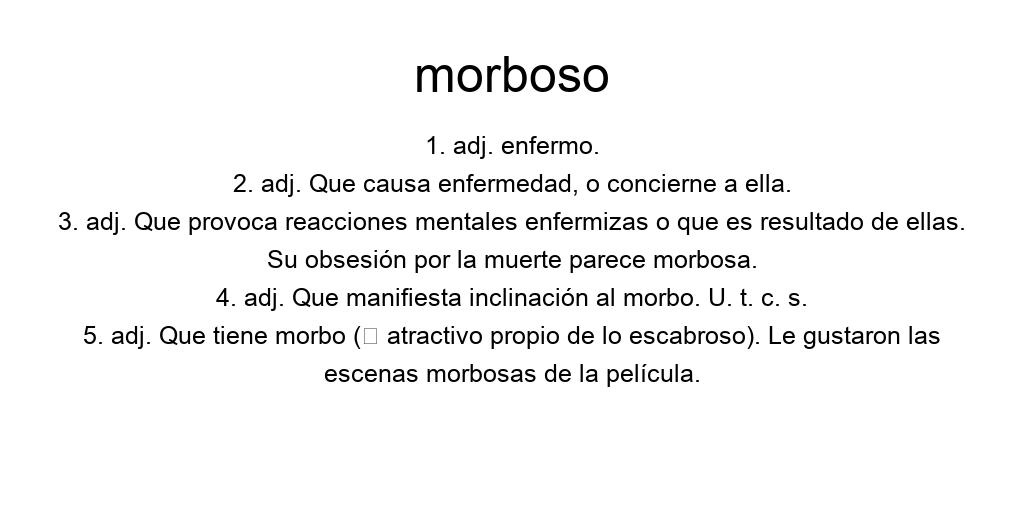 morboso
1. adj. enfermo.
2. adj. Que causa enfermedad, o concierne a ella.
3. adj. Que provoca reacciones mentales enfermizas o que es resultado de ellas.
Su obsesión por la muerte parece morbosa.
4. adj. Que manifiesta inclinación al morbo. U. t. c. s.
5. adj. Que tiene morbo (□ atractivo propio de lo escabroso). Le gustaron las
escenas morbosas de la película.